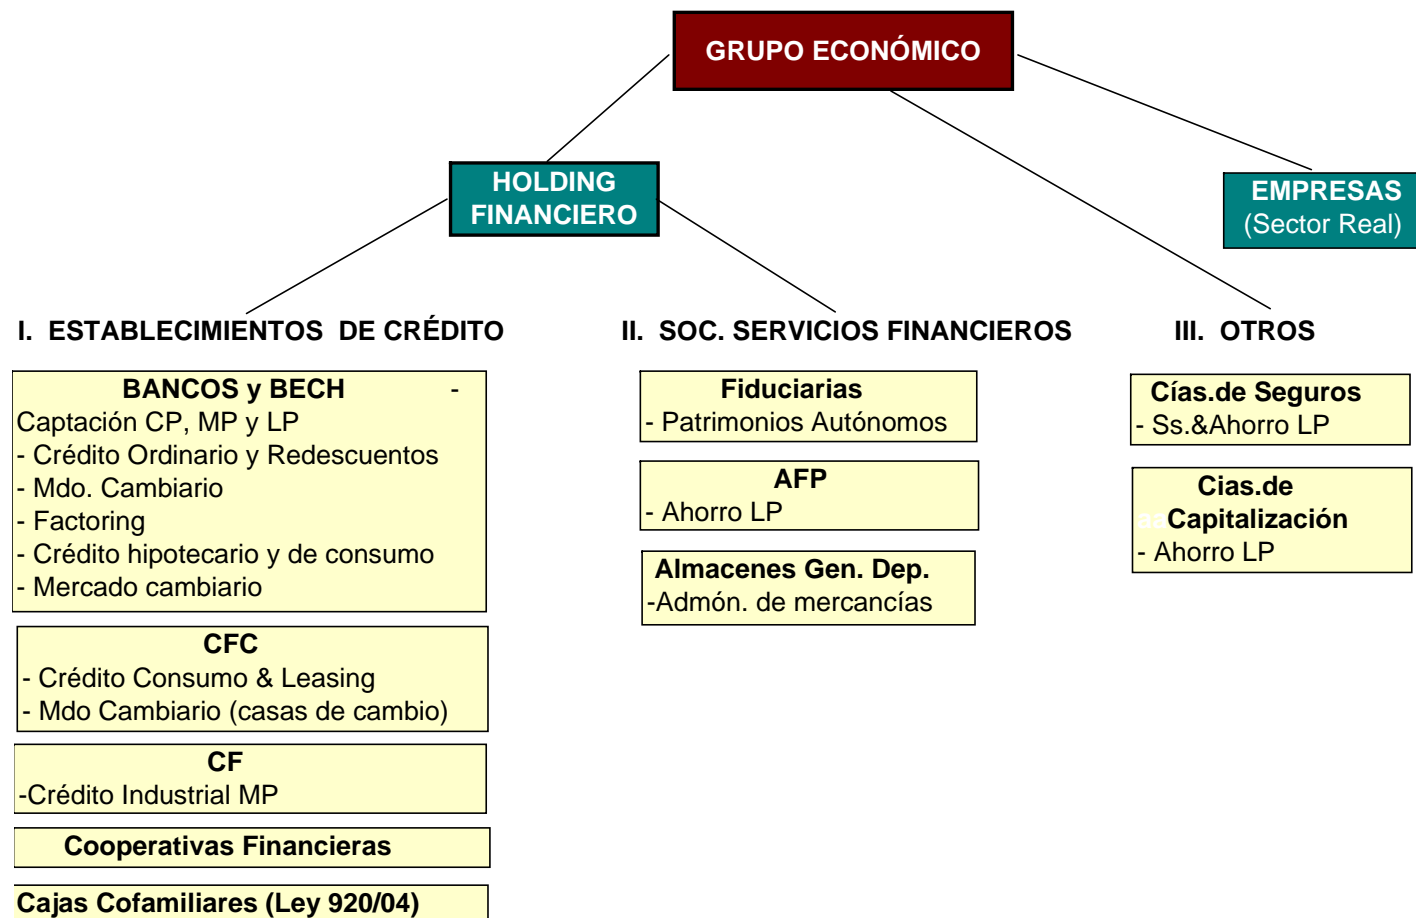 GRUPO ECONÓMICO
HOLDING
FINANCIERO
EMPRESAS
(Sector Real)
I. ESTABLECIMIENTOS DE CRÉDITO
BANCOS y BECH -
Captación CP, MP y LP
- Crédito Ordinario y Redescuentos
- Mdo. Cambiario
- Factoring
- Crédito hipotecario y de consumo
- Mercado cambiario
CFC
- Crédito Consumo & Leasing
- Mdo Cambiario (casas de cambio)
CF
-Crédito Industrial MP
Cooperativas Financieras
Cajas Cofamiliares (Ley 920/04)
II. SOC. SERVICIOS FINANCIEROS
Fiduciarias
- Patrimonios Autónomos
AFP
- Ahorro LP
Almacenes Gen. Dep.
-Admón. de mercancías
III. OTROS
Cías.de Seguros
- Ss.&Ahorro LP
Cias.de
aaCapitalización
- Ahorro LP